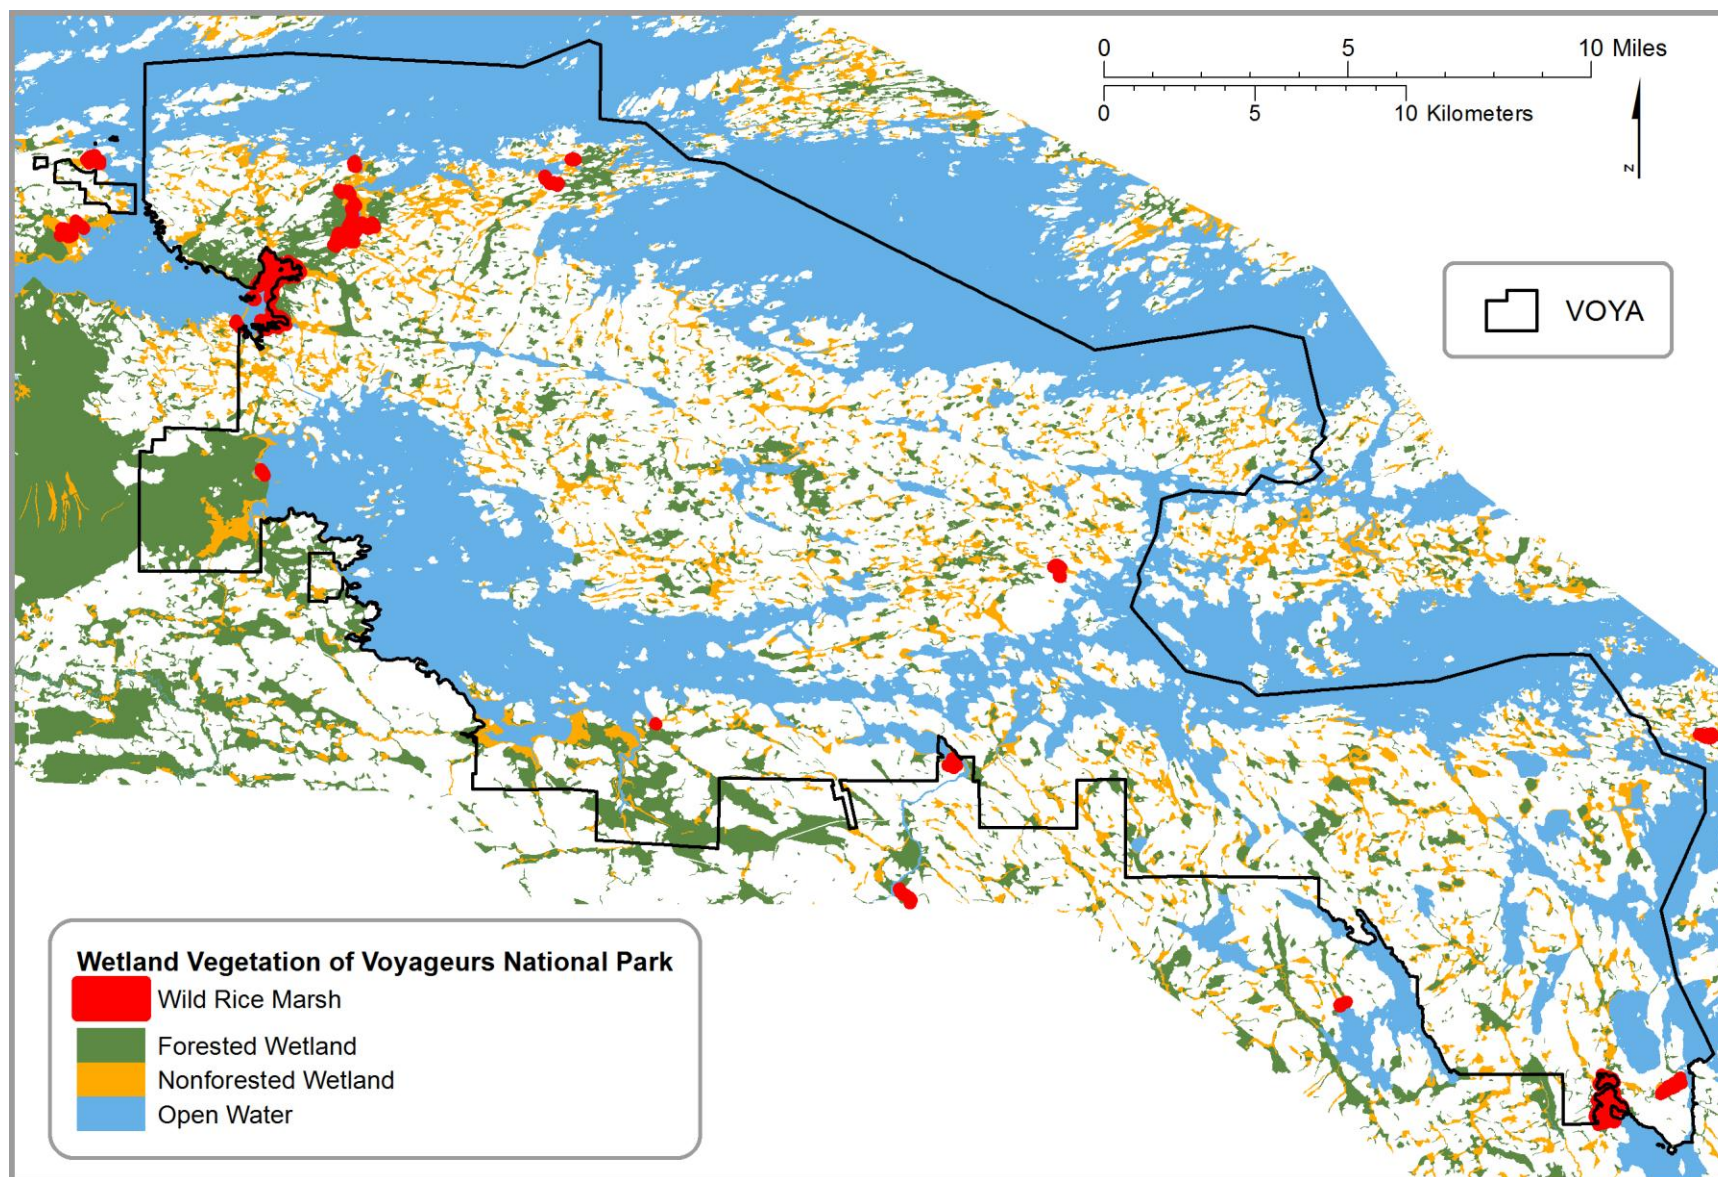 0 5 10 Miles
0 5 10 Kilometers
N
VOYA
Wetland Vegetation of Voyageurs National Park
Wild Rice Marsh
Forested Wetland
Nonforested Wetland
Open Water